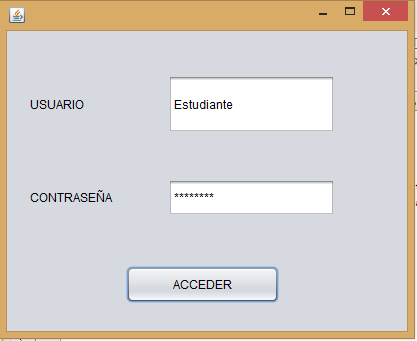 USUARIO
Estudiante
CONTRASEÑA
********
ACCEDER